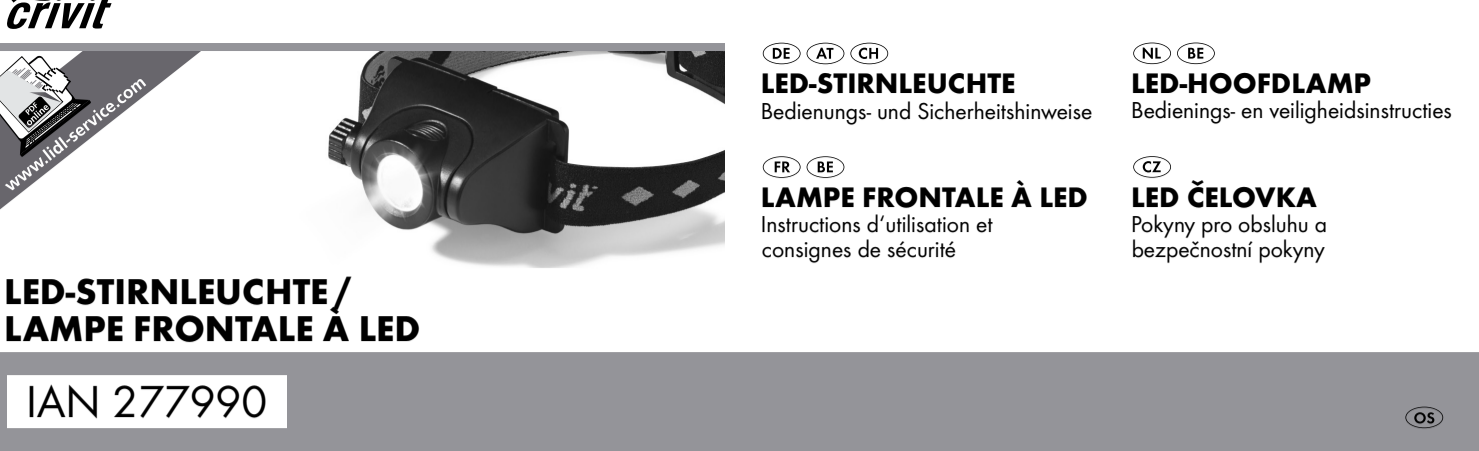 crivit
PDF
online
www.lidl-service.com
vit
LED-STIRNLEUCHTE/
LAMPE FRONTALE À LED
IAN 277990
DE AT CH
LED-STIRNLEUCHTE
Bedienungs- und Sicherheitshinweise
FR BE
LAMPE FRONTALE À LED
Instructions d‘utilisation et
consignes de sécurité
NL BE
LED-HOOFDLAMP
Bedienings- en veiligheidsinstructies
CZ
LED ČELOVKA
Pokyny pro obsluhu a
bezpečnostní pokyny
OS